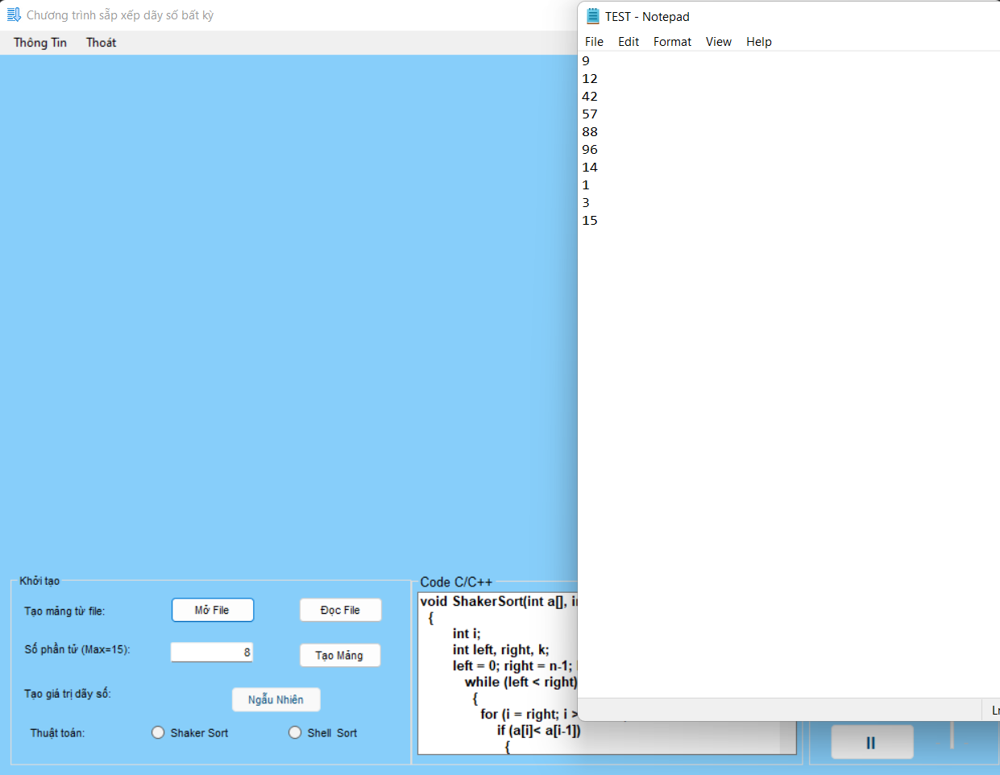 Chương trình sắp xếp dãy số bất kỳ
Thông Tin Thoát
TEST - Notepad
File Edit Format View Help
9
12
42
57
88
96
14
1
3
15
Khởi tạo
Tạo mảng từ file:
Mở File
Đọc File
Số phần tử (Max=15):
8
Tạo Mảng
Tạo giá trị dãy số:
Ngẫu Nhiên
Thuật toán:
Shaker Sort
Shell Sort
Code C/C++
void ShakerSort(int a[],
{
int i;
int left, right, k;
left = 0; right = n-1;
while (left < right)
{
for (i = right; i >
if (a[i]< a[i-1])
{